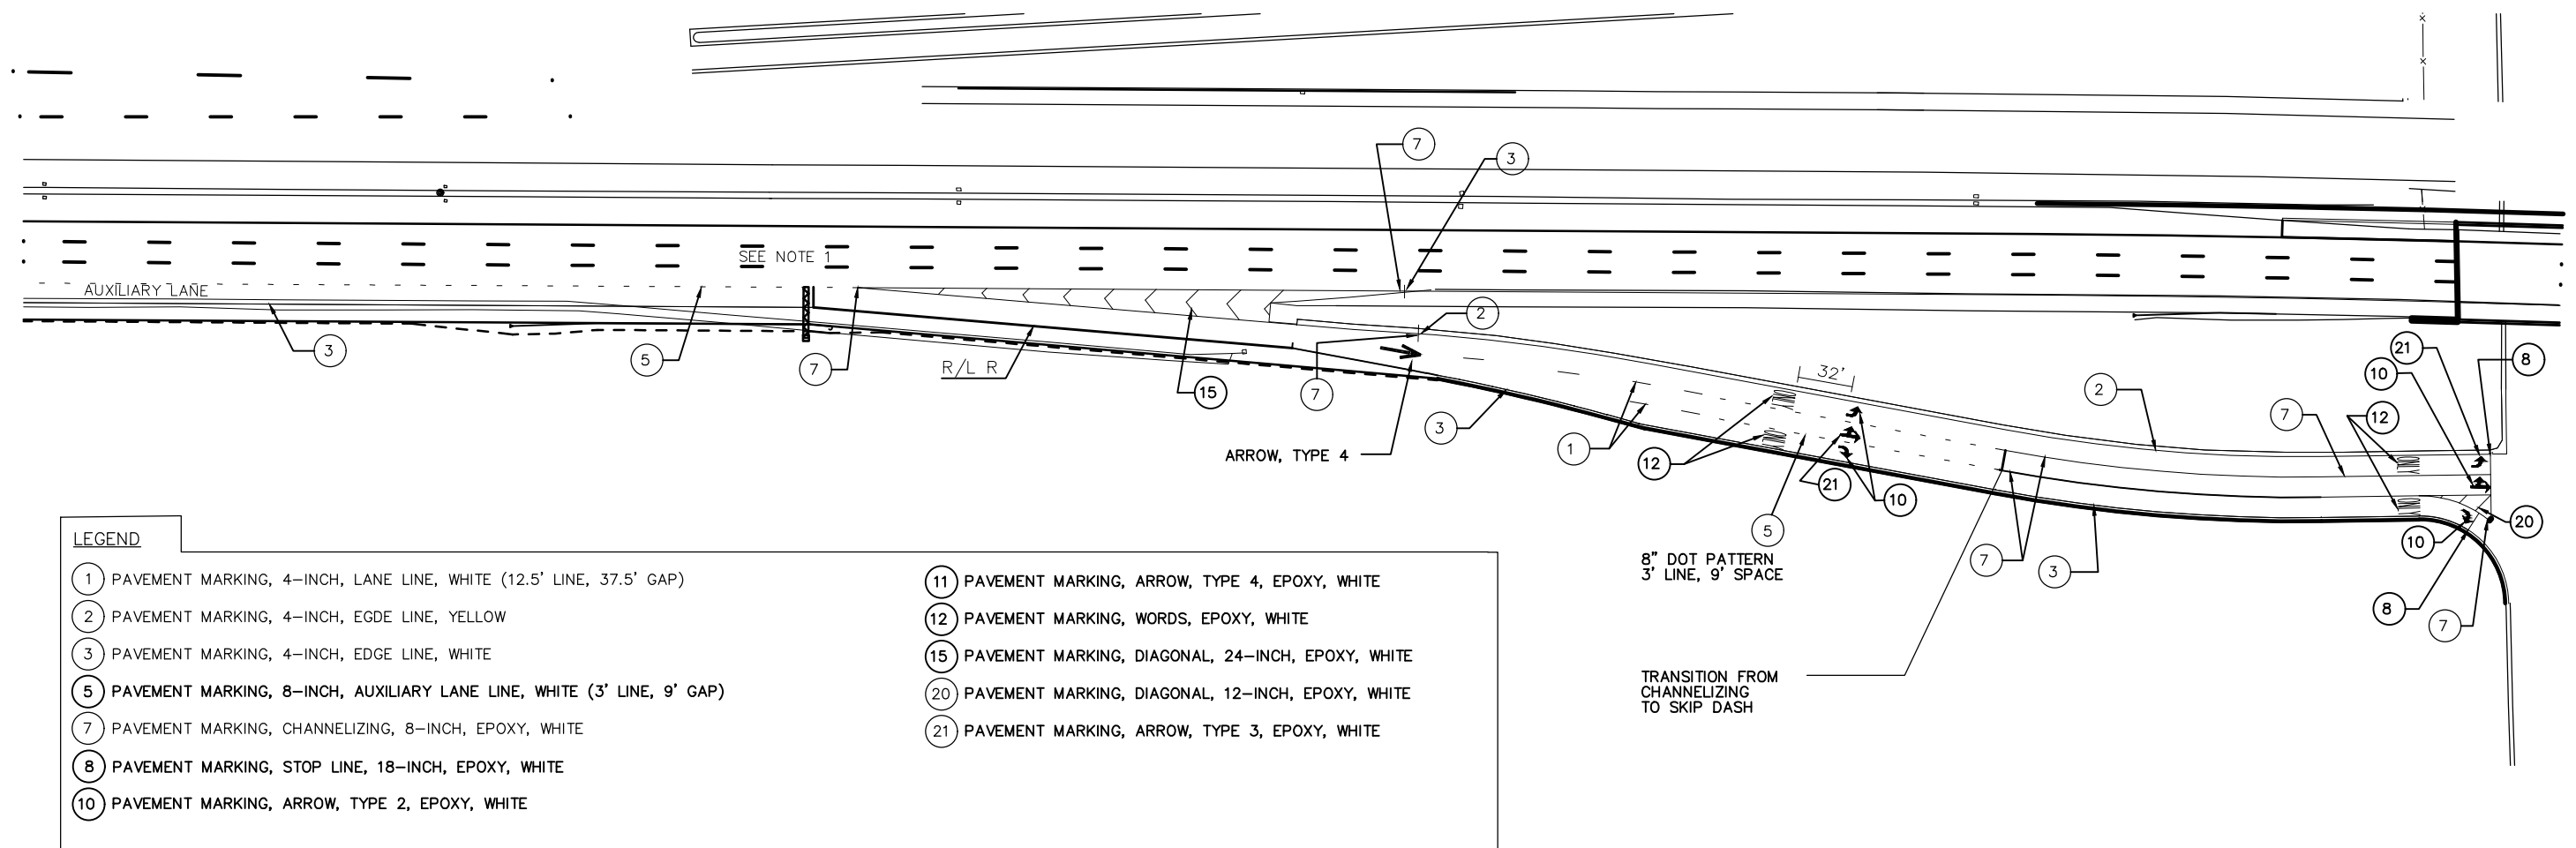 7
3
SEE NOTE 1
AUXILIARY LANE
3
5
7
R/L R
15
7
2
3
ARROW, TYPE 4
32'
1
12
21
10
5
8" DOT PATTERN
3' LINE, 9' SPACE
2
7
12
10
21
8
7
3
10
20
8
7
TRANSITION FROM
CHANNELIZING
TO SKIP DASH
LEGEND
1 PAVEMENT MARKING, 4-INCH, LANE LINE, WHITE (12.5' LINE, 37.5' GAP)
2 PAVEMENT MARKING, 4-INCH, EGDE LINE, YELLOW
3 PAVEMENT MARKING, 4-INCH, EDGE LINE, WHITE
5 PAVEMENT MARKING, 8-INCH, AUXILIARY LANE LINE, WHITE (3' LINE, 9' GAP)
7 PAVEMENT MARKING, CHANNELIZING, 8-INCH, EPOXY, WHITE
8 PAVEMENT MARKING, STOP LINE, 18-INCH, EPOXY, WHITE
10 PAVEMENT MARKING, ARROW, TYPE 2, EPOXY, WHITE
11 PAVEMENT MARKING, ARROW, TYPE 4, EPOXY, WHITE
12 PAVEMENT MARKING, WORDS, EPOXY, WHITE
15 PAVEMENT MARKING, DIAGONAL, 24-INCH, EPOXY, WHITE
20 PAVEMENT MARKING, DIAGONAL, 12-INCH, EPOXY, WHITE
21 PAVEMENT MARKING, ARROW, TYPE 3, EPOXY, WHITE